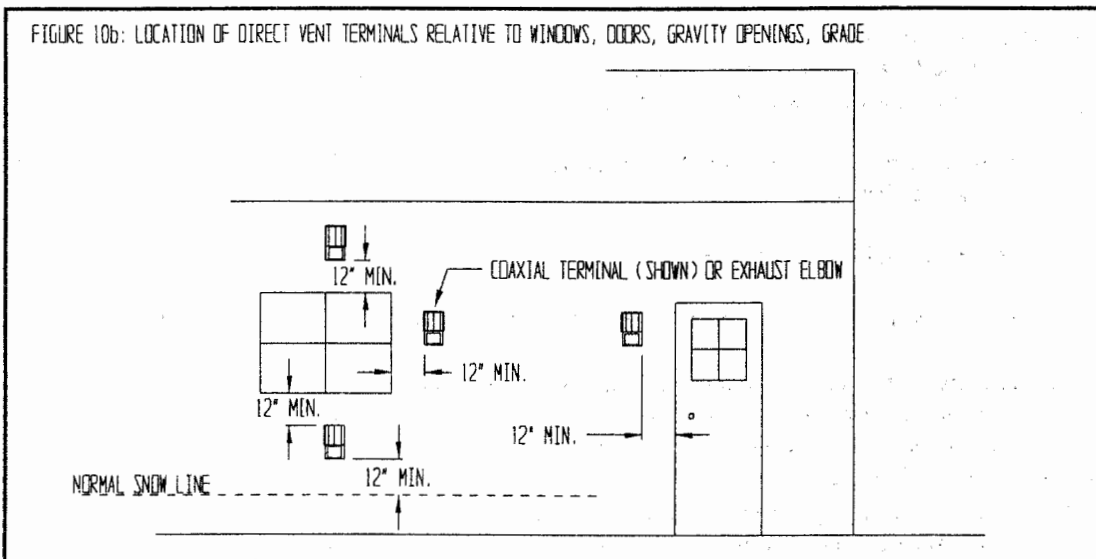 FIGURE 10b: LOCATION OF DIRECT VENT TERMINALS RELATIVE TO WINDOWS, DOORS, GRAVITY OPENINGS, GRADE
12" MIN.
COAXIAL TERMINAL (SHOWN) OR EXHAUST ELBOW
12" MIN.
12" MIN.
12" MIN.
12" MIN.
NORMAL SNOW LINE